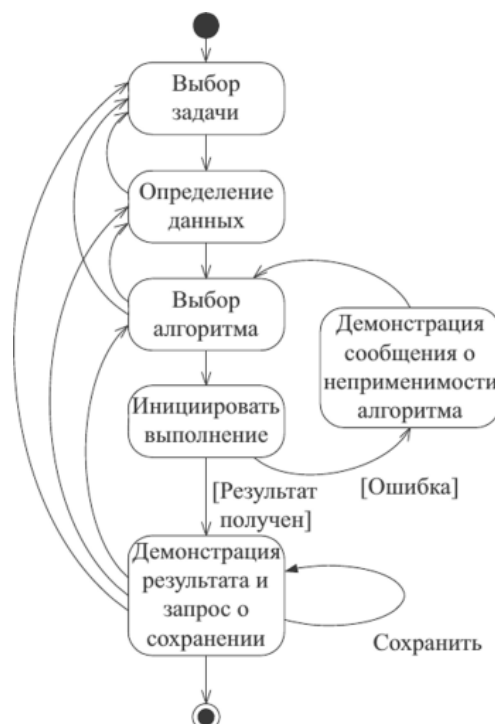 Выбор
задачи
Определение
данных
Выбор
алгоритма
Демонстрация
сообщения о
неприменимости
алгоритма
Инициировать
выполнение
[Результат
получен]
[Ошибка]
Демонстрация
результата и
запрос о
сохранении
Сохранить